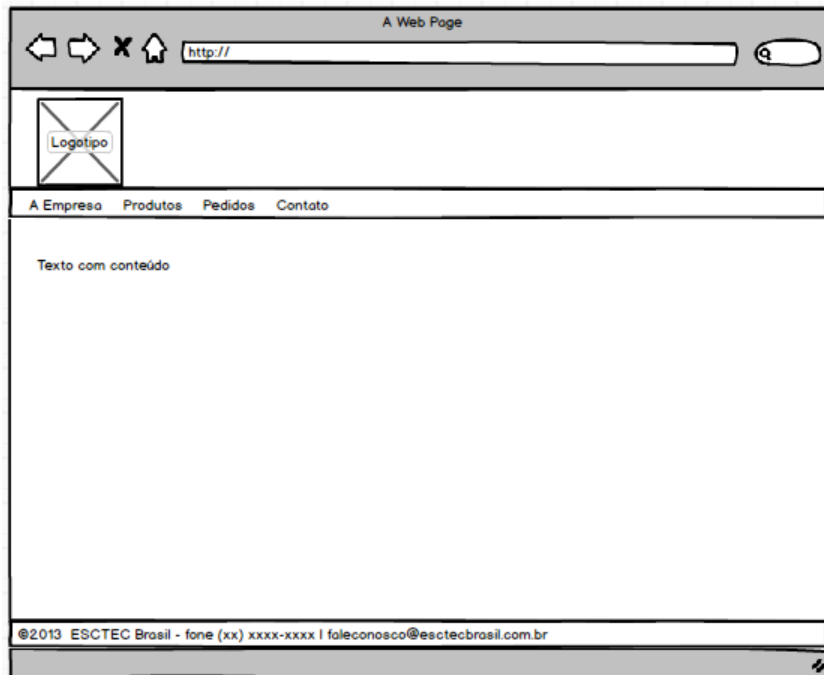 A Web Page
http://
Logotipo
A Empresa Produtos Pedidos Contato
Texto com conteúdo
©2013 ESCTEC Brasil - fone (xx) xxxx-xxxx | faleconosco@esctecbrasil.com.br